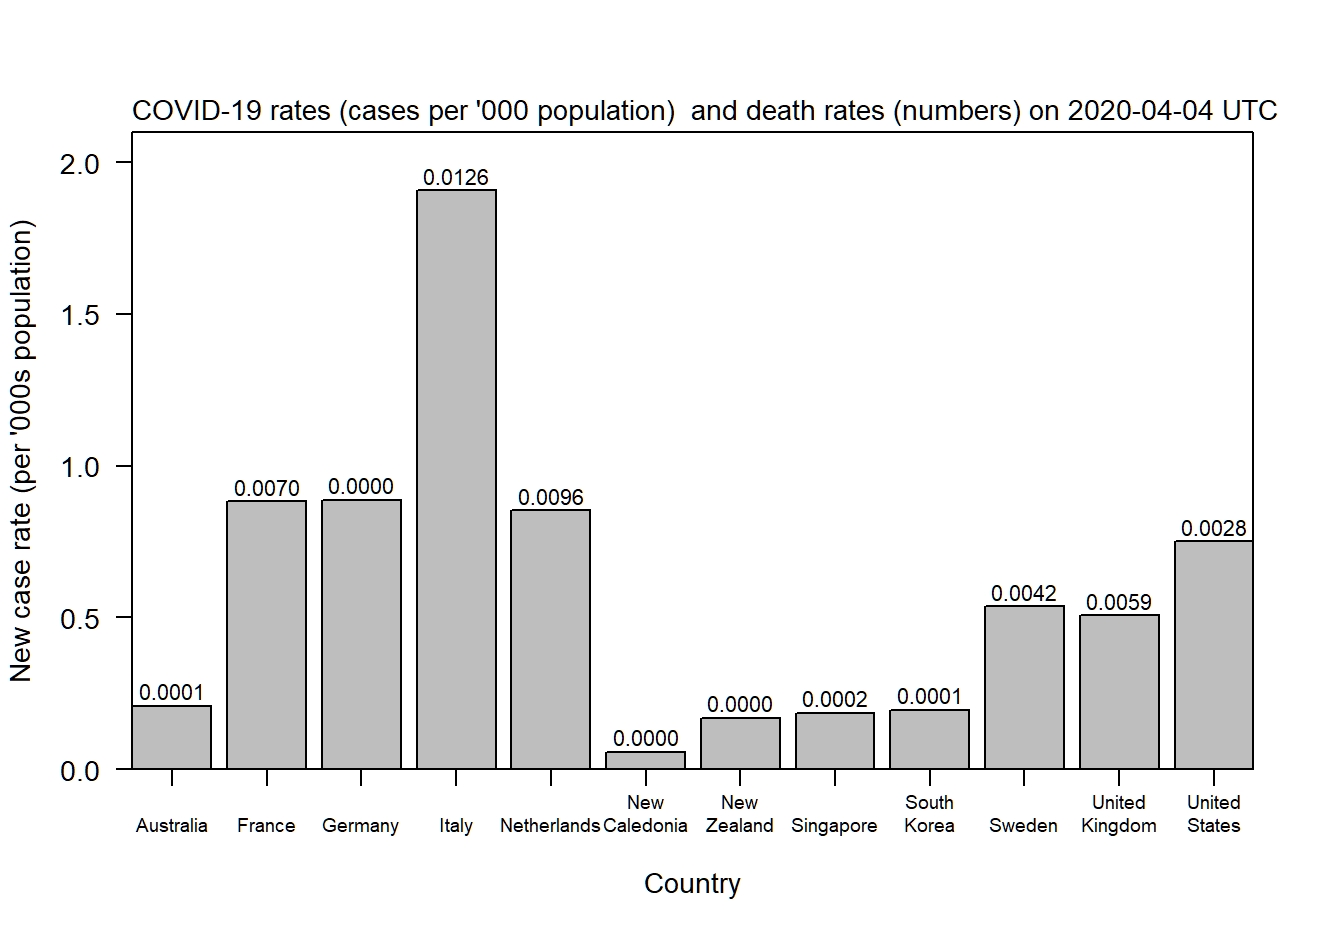 COVID-19 rates (cases per '000 population)  and death rates (numbers) on 2020-04-04 UTC
New case rate (per '000s population)
2.0
1.5
1.0
0.5
0.0
0.0001
0.0070
0.0000
0.0126
0.0096
0.0000
0.0000
0.0002
0.0001
0.0042
0.0059
0.0028
Australia
France
Germany
Italy
Netherlands
New
Caledonia
New
Zealand
Singapore
South
Korea
Sweden
United
Kingdom
United
States
Country